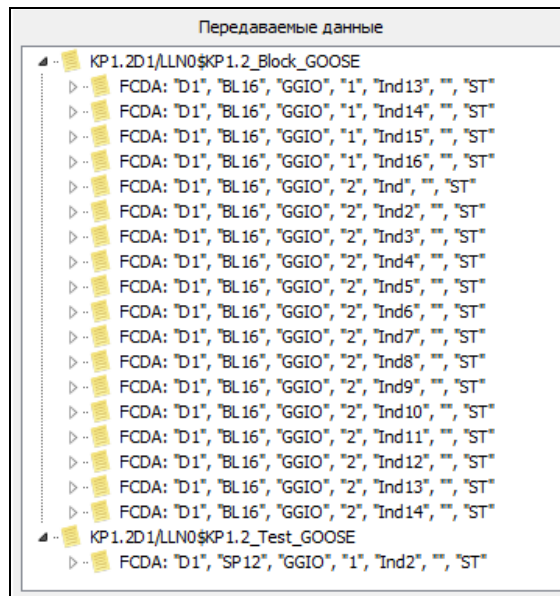 Передаваемые данные
KP1.2D1/LLN0$KP1.2_Block_GOOSE
FCDA: "D1", "BL16", "GGIO", "1", "Ind13", "", "ST"
FCDA: "D1", "BL16", "GGIO", "1", "Ind14", "", "ST"
FCDA: "D1", "BL16", "GGIO", "1", "Ind15", "", "ST"
FCDA: "D1", "BL16", "GGIO", "1", "Ind16", "", "ST"
FCDA: "D1", "BL16", "GGIO", "2", "Ind", "", "ST"
FCDA: "D1", "BL16", "GGIO", "2", "Ind2", "", "ST"
FCDA: "D1", "BL16", "GGIO", "2", "Ind3", "", "ST"
FCDA: "D1", "BL16", "GGIO", "2", "Ind4", "", "ST"
FCDA: "D1", "BL16", "GGIO", "2", "Ind5", "", "ST"
FCDA: "D1", "BL16", "GGIO", "2", "Ind6", "", "ST"
FCDA: "D1", "BL16", "GGIO", "2", "Ind7", "", "ST"
FCDA: "D1", "BL16", "GGIO", "2", "Ind8", "", "ST"
FCDA: "D1", "BL16", "GGIO", "2", "Ind9", "", "ST"
FCDA: "D1", "BL16", "GGIO", "2", "Ind10", "", "ST"
FCDA: "D1", "BL16", "GGIO", "2", "Ind11", "", "ST"
FCDA: "D1", "BL16", "GGIO", "2", "Ind12", "", "ST"
FCDA: "D1", "BL16", "GGIO", "2", "Ind13", "", "ST"
FCDA: "D1", "BL16", "GGIO", "2", "Ind14", "", "ST"
KP1.2D1/LLN0$KP1.2_Test_GOOSE
FCDA: "D1", "SP12", "GGIO", "1", "Ind2", "", "ST"